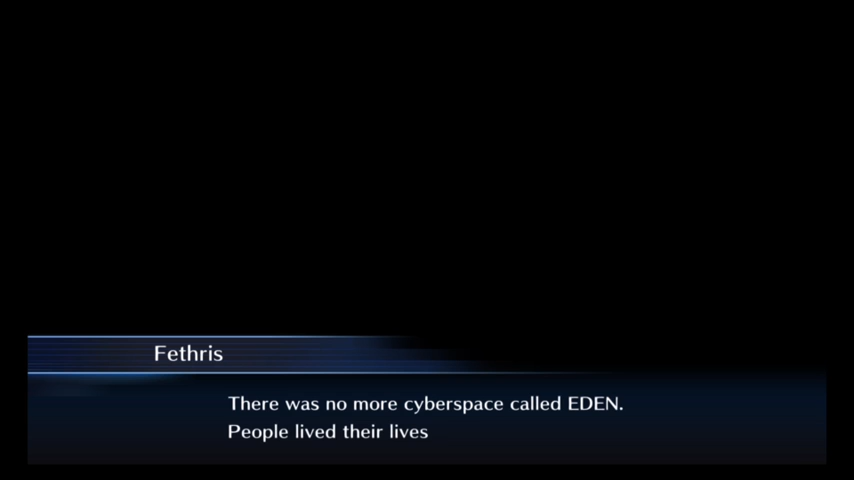 Fethris
There was no more cyberspace called EDEN.
People lived their lives